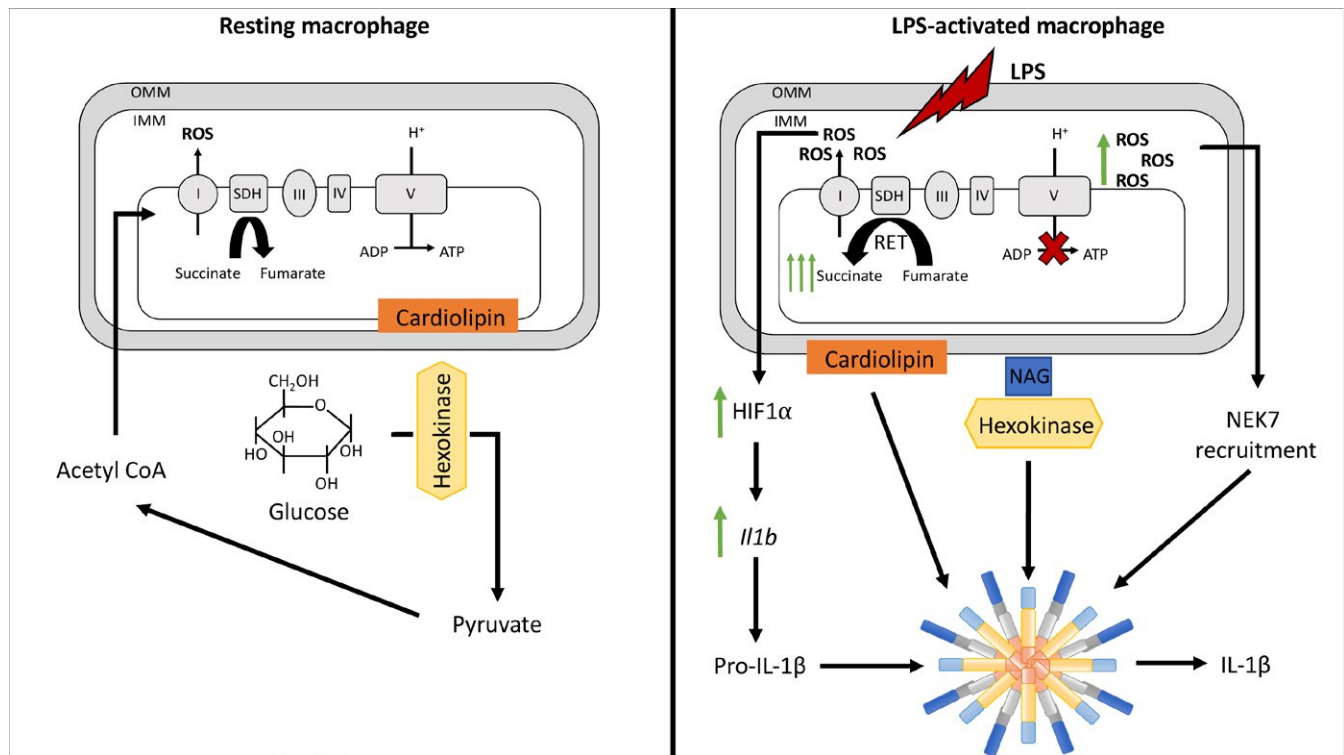 Resting macrophage
OMM
IMM
ROS
H⁺
I
SDH
III
IV
V
ADP
ATP
Succinate
Fumarate
Cardiolipin
CH₂OH
O
OH
HO
OH
OH
Glucose
Hexokinase
Acetyl CoA
Pyruvate
LPS-activated macrophage
LPS
OMM
IMM
ROS
ROS
ROS
H⁺
ROS
ROS
ROS
I
SDH
III
IV
V
RET
ADP
ATP
Succinate
Fumarate
Cardiolipin
NAG
Hexokinase
HIF1α
NEK7
recruitment
Il1b
Pro-IL-1β
IL-1β